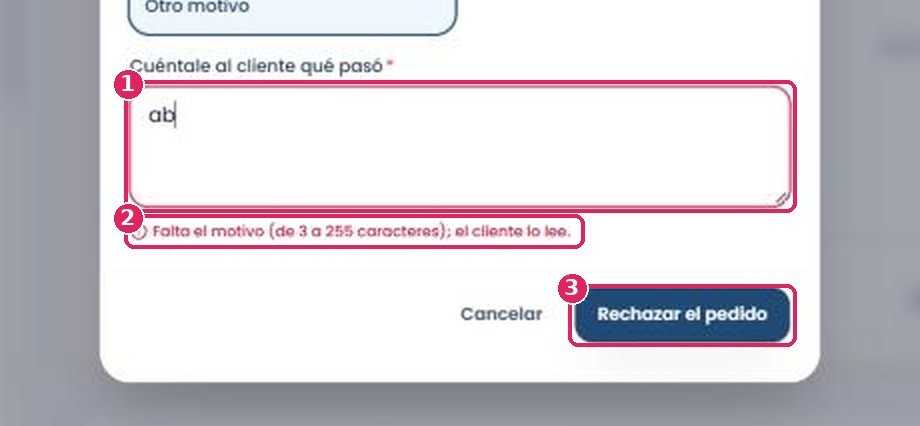 Otro motivo
Cuéntale al cliente qué pasó *
1
ab
2
Falta el motivo (de 3 a 255 caracteres); el cliente lo lee.
3
Cancelar
Rechazar el pedido